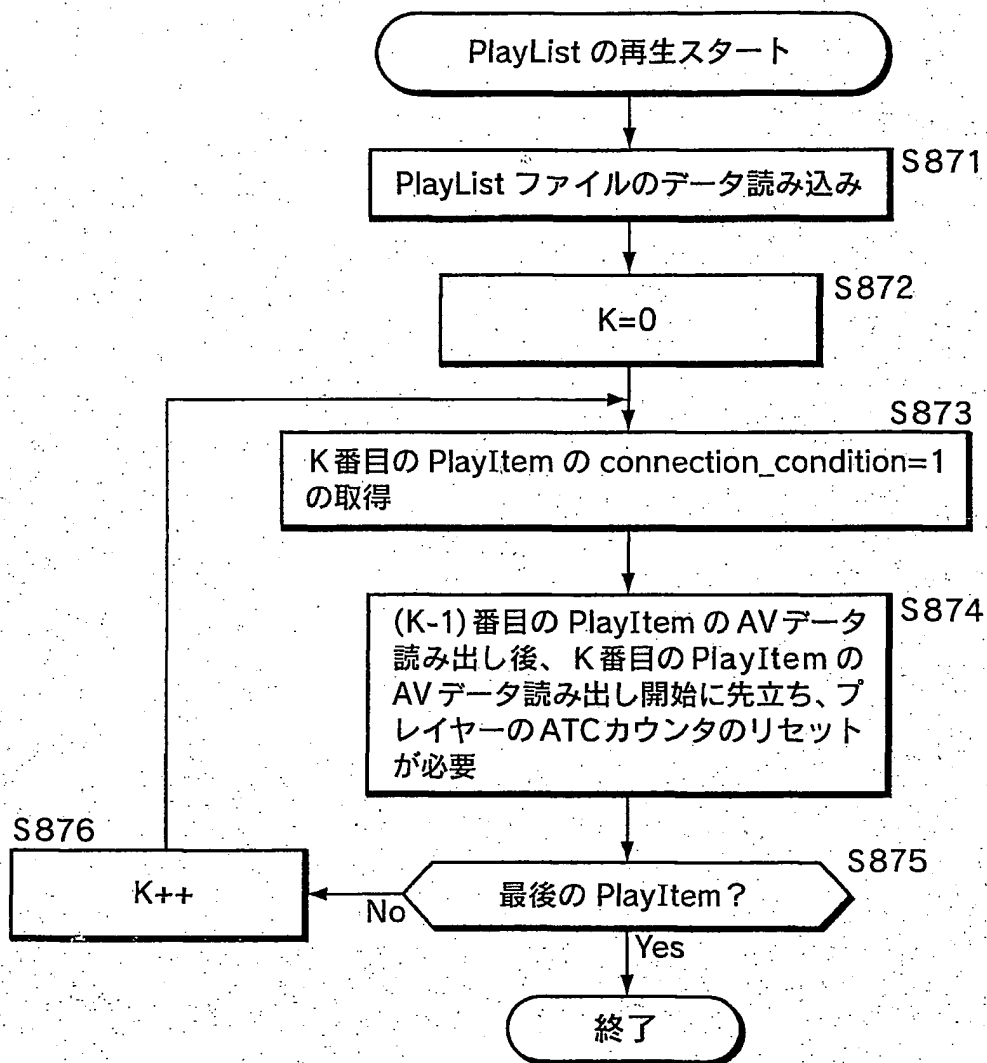 PlayList の再生スタート
S871
PlayList ファイルのデータ読み込み
S872
K=0
S873
K番目の PlayItem の connection_condition=1
の取得
S874
(K-1)番目の PlayItem の AVデータ
読み出し後、K番目の PlayItem の
AVデータ読み出し開始に先立ち、プ
レイヤーのATCカウンタのリセット
が必要
S875
最後の PlayItem？
No
Yes
S876
K++
終了